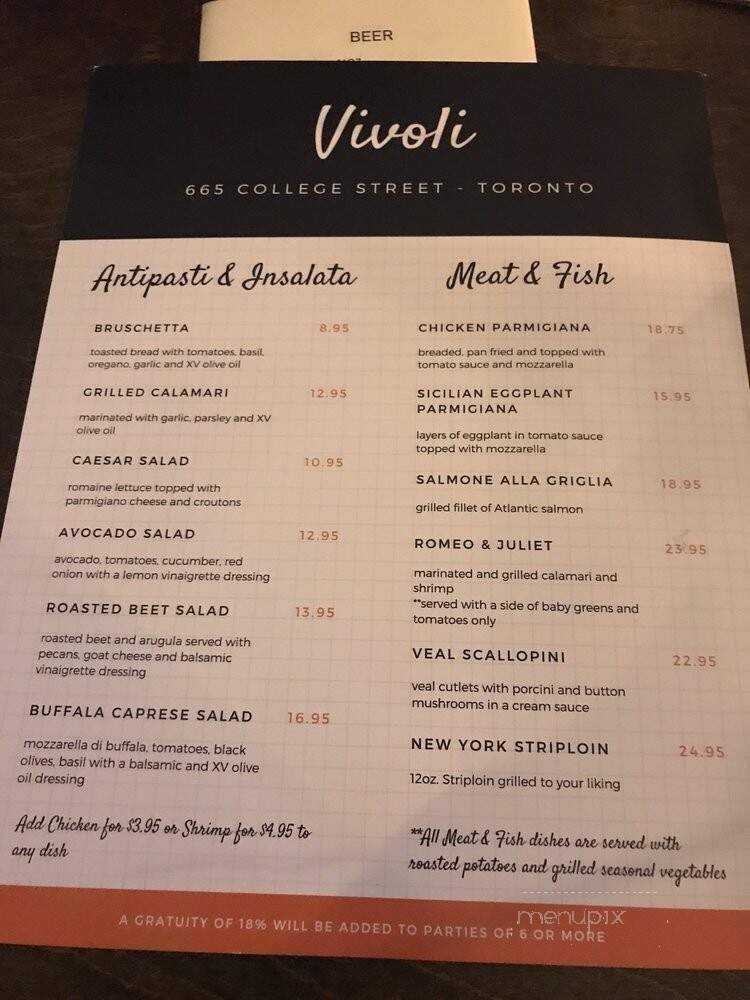 BEER
Vivoli
665 COLLEGE STREET - TORONTO
Antipasti & Insalata
BRUSCHETTA 8.95
toasted bread with tomatoes, basil,
oregano, garlic and XV olive oil
GRILLED CALAMARI 12.95
marinated with garlic, parsley and XV
olive oil
CAESAR SALAD 10.95
romaine lettuce topped with
parmigiano cheese and croutons
AVOCADO SALAD 12.95
avocado, tomatoes, cucumber, red
onion with a lemon vinaigrette dressing
ROASTED BEET SALAD 13.95
roasted beet and arugula served with
pecans, goat cheese and balsamic
vinaigrette dressing
BUFFALA CAPRESE SALAD 16.95
mozzarella di buffala, tomatoes, black
olives, basil with a balsamic and XV olive
oil dressing
Add Chicken for $3.95 or Shrimp for $4.95 to
any dish
Meat & Fish
CHICKEN PARMIGIANA 18.75
breaded, pan fried and topped with
tomato sauce and mozzarella
SICILIAN EGGPLANT 15.95
PARMIGIANA
layers of eggplant in tomato sauce
topped with mozzarella
SALMONE ALLA GRIGLIA 18.95
grilled fillet of Atlantic salmon
ROMEO & JULIET 23.95
marinated and grilled calamari and
shrimp
**served with a side of baby greens and
tomatoes only
VEAL SCALLOPINI 22.95
veal cutlets with porcini and button
mushrooms in a cream sauce
NEW YORK STRIPLOIN 24.95
12oz. Striploin grilled to your liking
**All Meat & Fish dishes are served with
roasted potatoes and grilled seasonal vegetables
menupix
A GRATUITY OF 18% WILL BE ADDED TO PARTIES OF 6 OR MORE